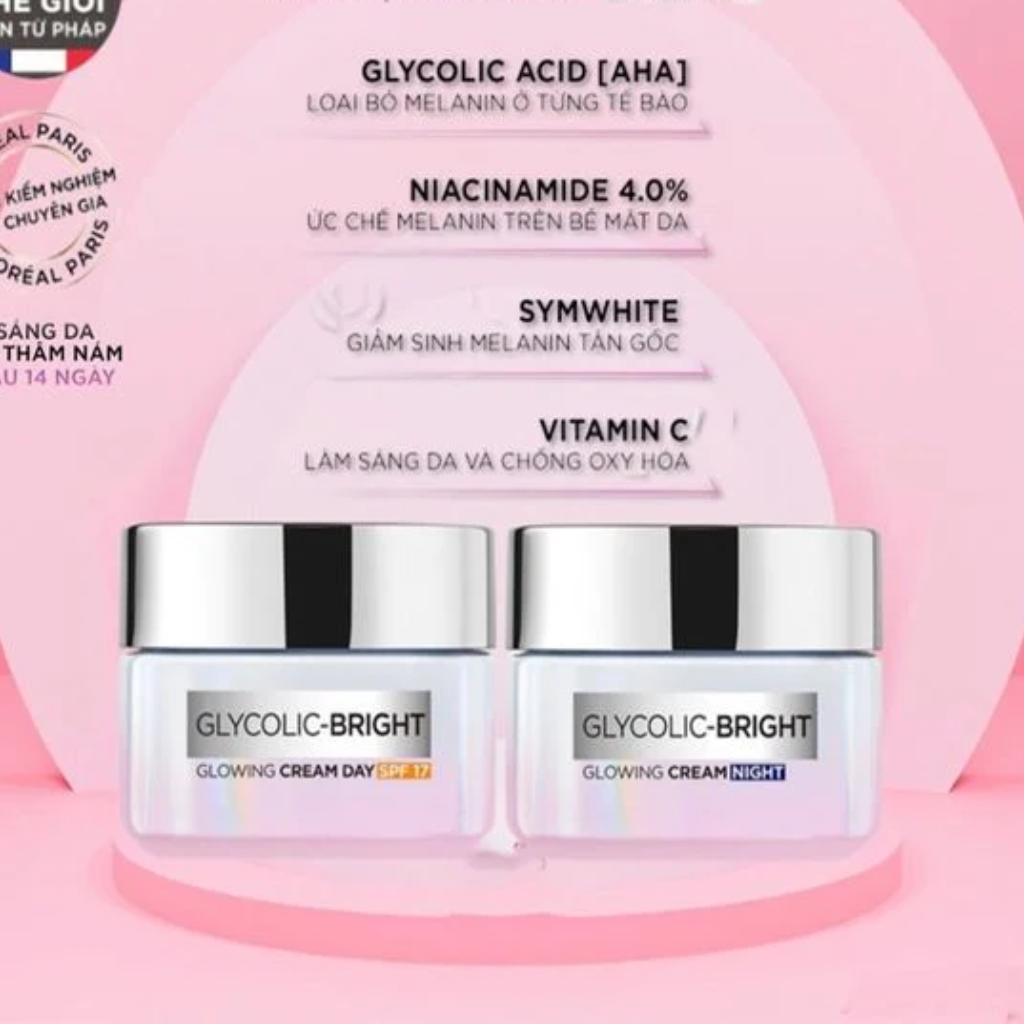 GIỚI
TỪ PHÁP
GLYCOLIC ACID [AHA]
LOẠI BỎ MELANIN Ở TỪNG TẾ BÀO
PARIS
KIỂM NGHIỆM
CHUYÊN GIA
PARIS
NIACINAMIDE 4.0%
ỨC CHẾ MELANIN TRÊN BỀ MẶT DA
SYMWHITE
GIẢM SINH MELANIN TẬN GỐC
SÁNG DA
THÂM NÁM
14 NGÀY
VITAMIN C
LÀM SÁNG DA VÀ CHỐNG OXY HÓA
GLYCOLIC-BRIGHT
GLOWING CREAM DAY SPF 17
GLYCOLIC-BRIGHT
GLOWING CREAM NIGHT